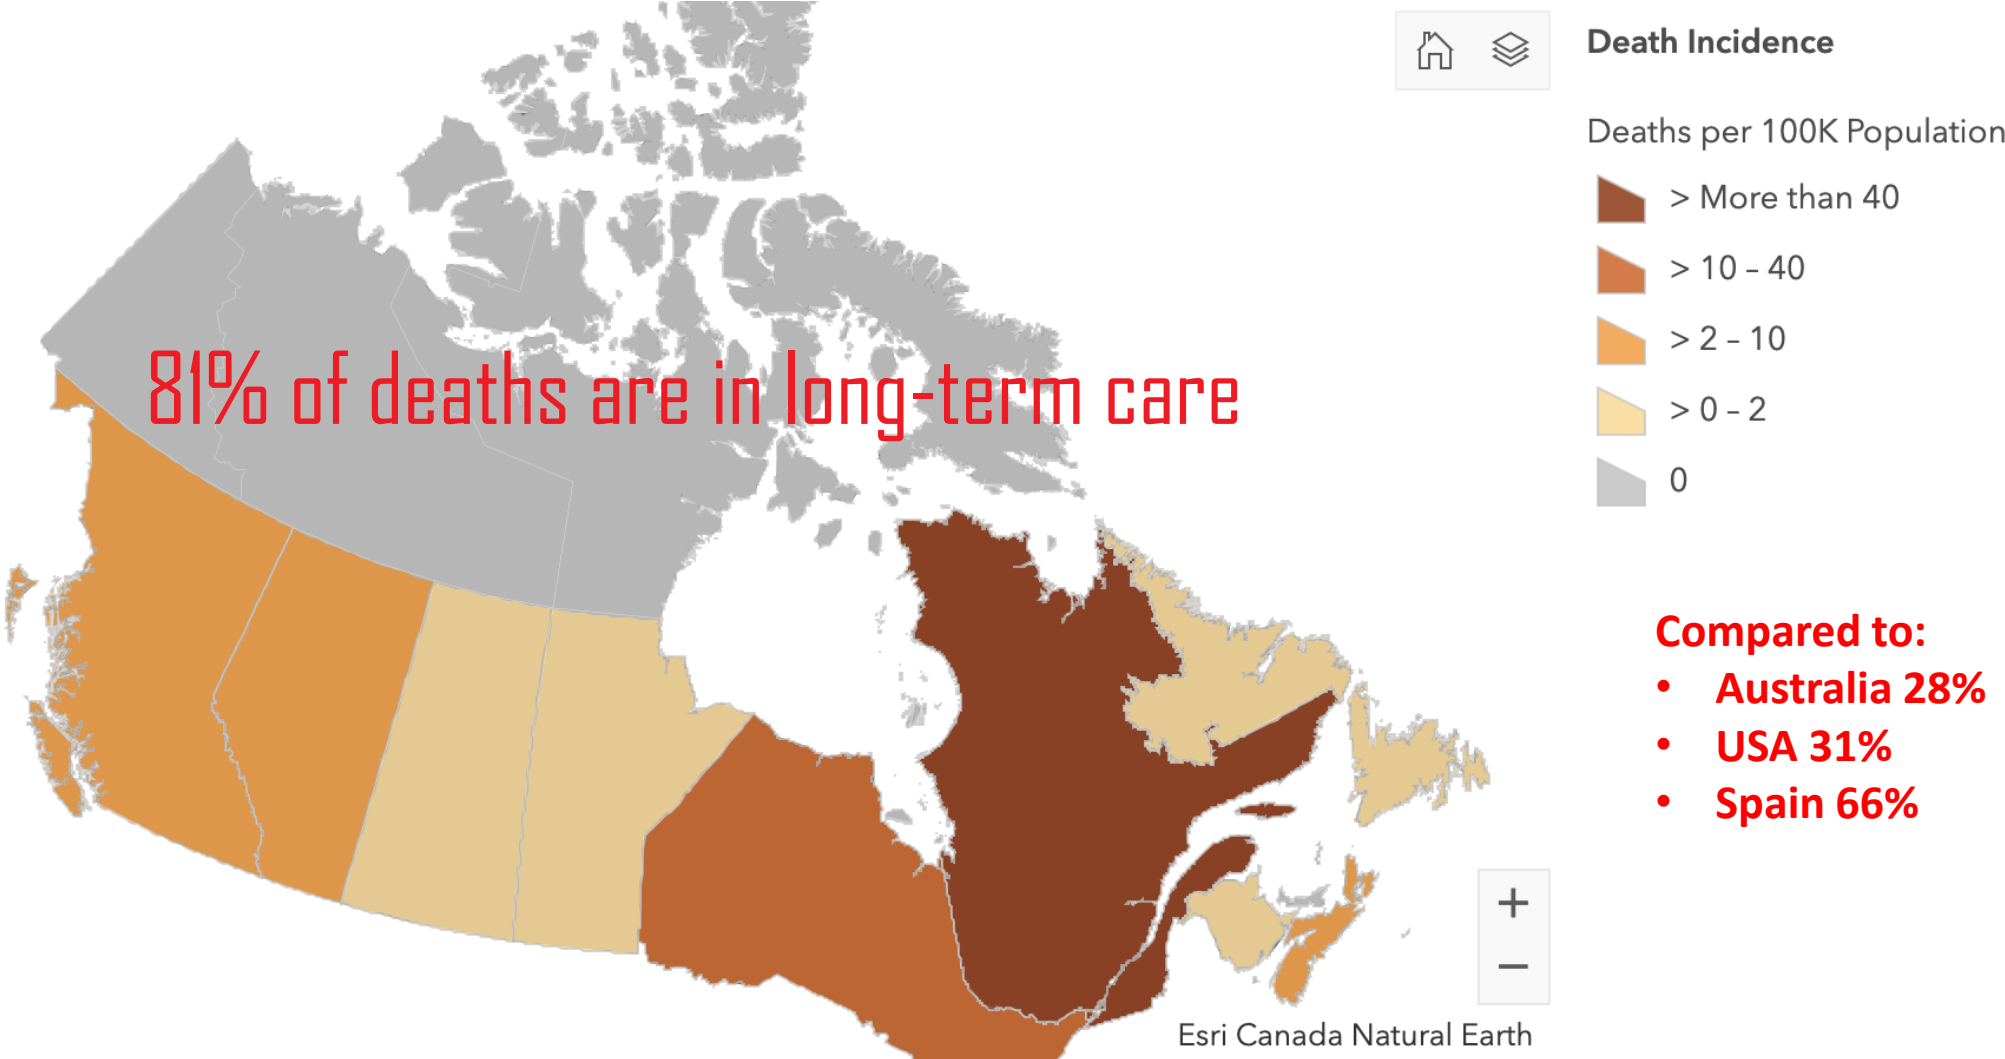 Death Incidence
Deaths per 100K Population
> More than 40
> 10 – 40
> 2 – 10
> 0 – 2
0
81% of deaths are in long-term care
Compared to:
• Australia 28%
• USA 31%
• Spain 66%
+
−
Esri Canada Natural Earth